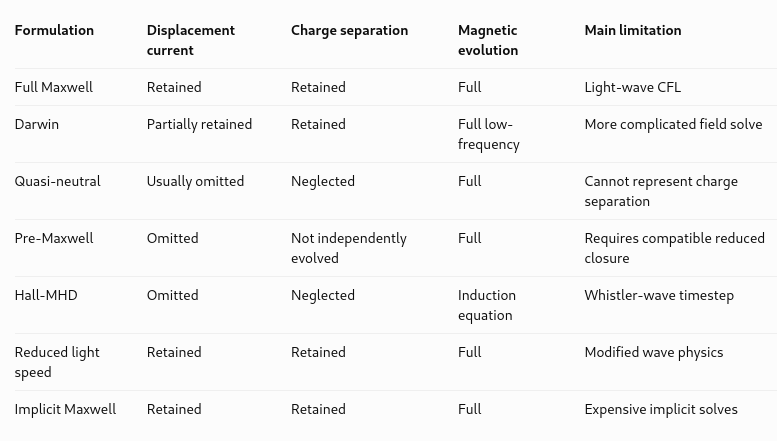 Formulation Displacement current Charge separation Magnetic evolution Main limitation
Full Maxwell Retained Retained Full Light-wave CFL
Darwin Partially retained Retained Full low-frequency More complicated field solve
Quasi-neutral Usually omitted Neglected Full Cannot represent charge separation
Pre-Maxwell Omitted Not independently evolved Full Requires compatible reduced closure
Hall-MHD Omitted Neglected Induction equation Whistler-wave timestep
Reduced light speed Retained Retained Full Modified wave physics
Implicit Maxwell Retained Retained Full Expensive implicit solves